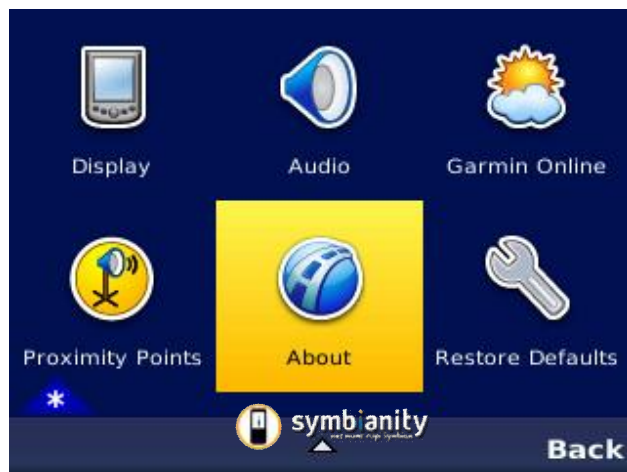 Display Audio Garmin Online
Proximity Points About Restore Defaults
*
symbianity
Back